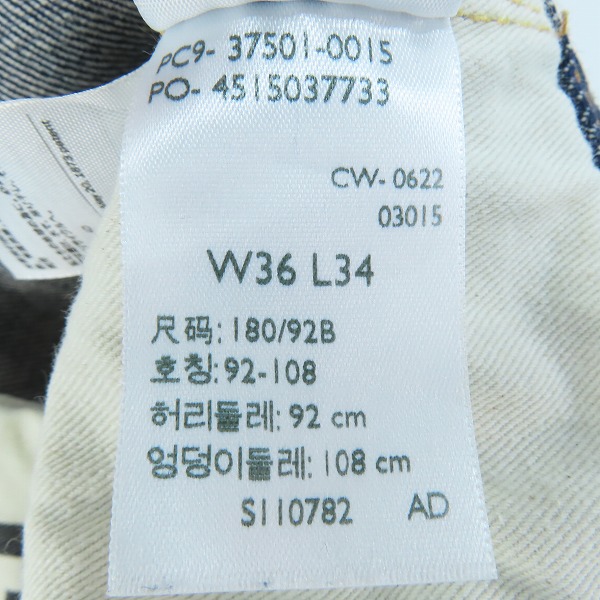 PC9- 37501-0015
PO- 4515037733
CW- 0622
03015
W36 L34
尺码: 180/92B
호칭: 92-108
허리둘레: 92 cm
엉덩이둘레: 108 cm
S110782 AD